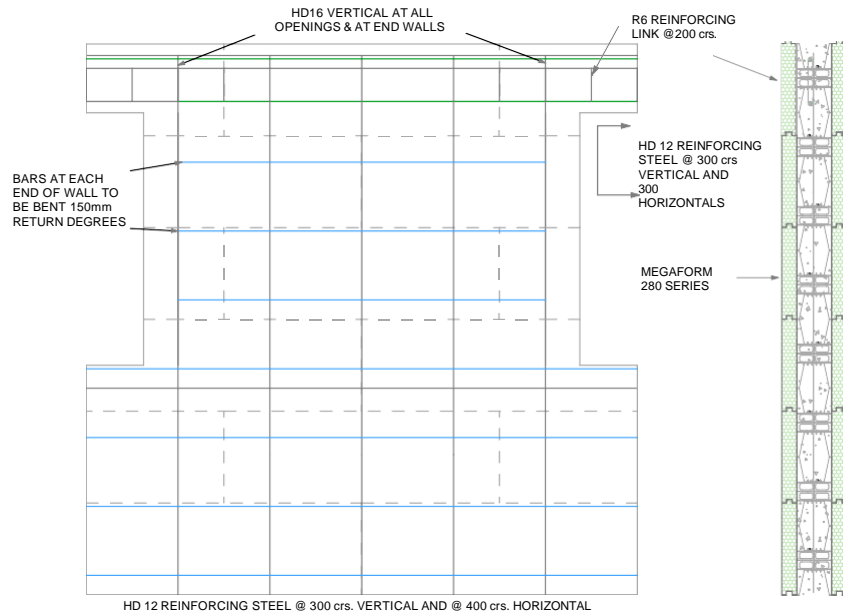 HD16 VERTICAL AT ALL
OPENINGS & AT END WALLS
R6 REINFORCING
LINK @200 crs.
BARS AT EACH
END OF WALL TO
BE BENT 150mm
RETURN DEGREES
HD 12 REINFORCING
STEEL @ 300 crs
VERTICAL AND
300
HORIZONTALS
MEGAFORM
280 SERIES
HD 12 REINFORCING STEEL @ 300 crs. VERTICAL AND @ 400 crs. HORIZONTAL